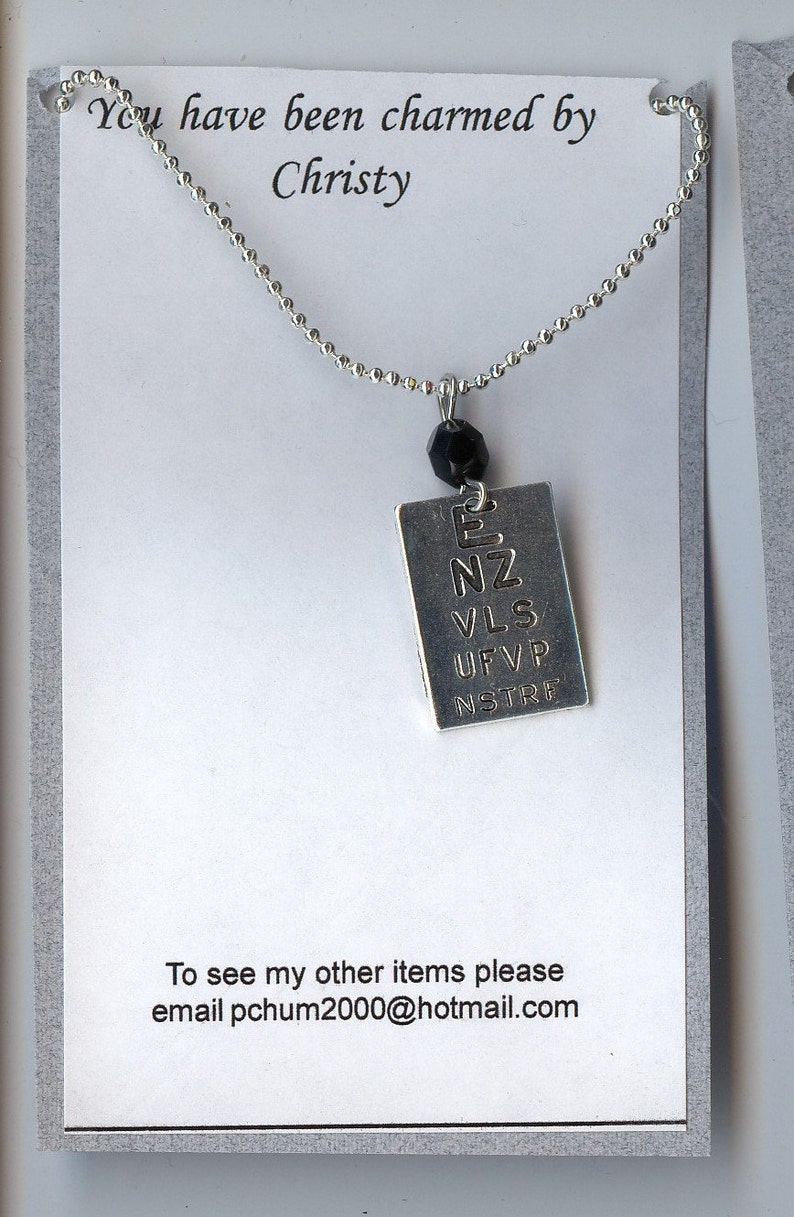 You have been charmed by
Christy
E
NZ
VLS
UFVP
NSTRF
To see my other items please
email pchum2000@hotmail.com